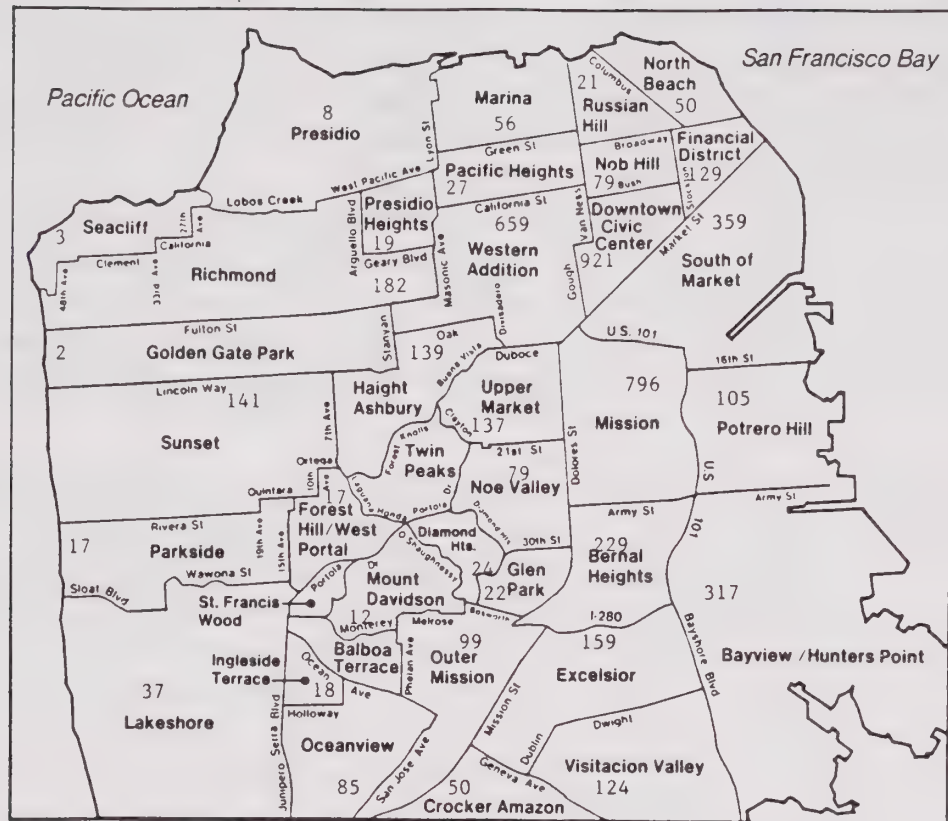 San Francisco Bay
Pacific Ocean
North
Beach
50
Columbus
21
Russian
Hill
Marina
56
8
Presidio
Lyon St
Green St
Broadway
Financial
District
129
Stockton
Nob Hill
79
Bush
Pacific Heights
27
West Pacific Ave
Lobos Creek
Presidio
Heights
19
Arguello Blvd
California St
659
Western
Addition
Van Ness
Downtown
Civic
Center
921
Market St
359
South of
Market
3
Seacliff
27th
Ave
California
Clement
48th Ave
33rd Ave
Richmond
Geary Blvd
182
Masonic Ave
Divisadero
Gough
Fulton St
2
Golden Gate Park
Stanyan
Oak
139
Buena Vista
Duboce
U.S. 101
16th St
Lincoln Way
141
Haight
Ashbury
Upper
Market
137
Clayton
796
Mission
105
Potrero Hill
Sunset
7th Ave
Forest Knolls
Twin
Peaks
21st St
79
Noe Valley
Dolores St
U.S
101
Ortega
10th
Ave
Quintara
17
Forest
Hill/West
Portal
Laguna Honda
Portola Dr
Diamond Hts
Diamond
Hts.
Army St
Army St
17
Rivera St
Parkside
19th Ave
15th Ave
O Shaughnessy
30th St
24
22
Glen
Park
229
Bernal
Heights
Wawona St
Sloat Blvd
Portola Dr
Mount
Davidson
12
St. Francis
Wood
Monterey
Melrose
Bosworth
I-280
317
Bayview / Hunters Point
Bayshore Blvd
Balboa
Terrace
Phelan Ave
99
Outer
Mission
159
Excelsior
Ingleside
Terrace
Ocean
Ave
18
Holloway
37
Lakeshore
Junipero Serra Blvd
Oceanview
85
San Jose Ave
Mission St
Dublin
Dwight
Geneva Ave
Visitacion Valley
124
50
Crocker Amazon